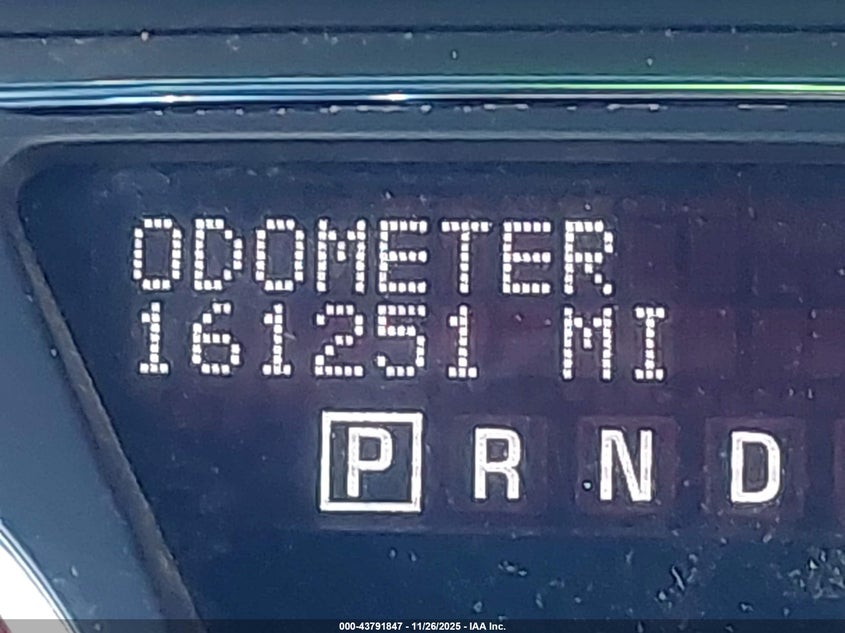 ODOMETER
161251 MI
P R N D
000-43791847 - 11/26/2025 - IAA Inc.